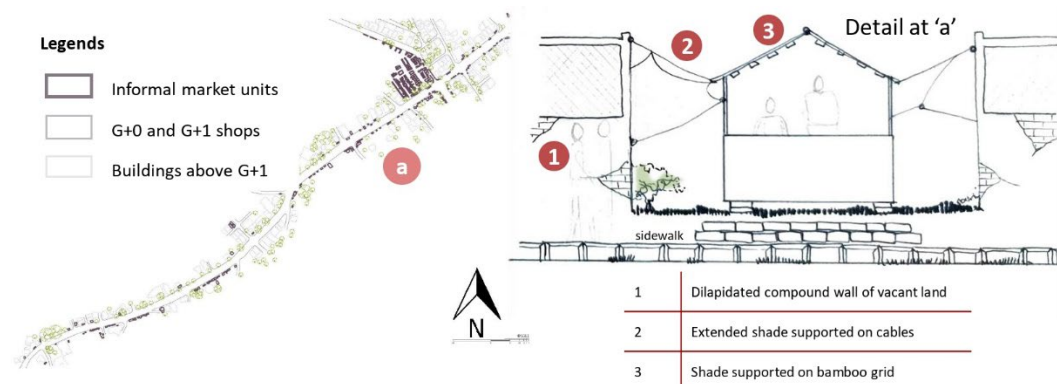 Legends
Informal market units
G+0 and G+1 shops
Buildings above G+1
a
N
Detail at ‘a’
1
2
3
sidewalk
1 Dilapidated compound wall of vacant land
2 Extended shade supported on cables
3 Shade supported on bamboo grid